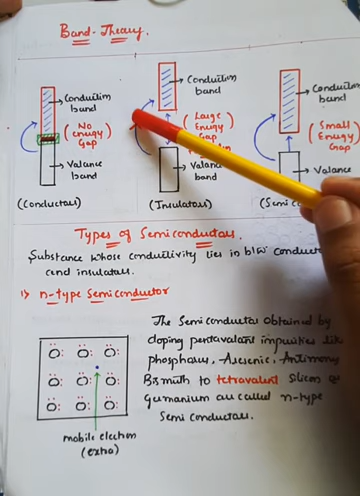 Band-Theory.
Conduction band
(No Energy Gap)
Valance band
(Conductors)
Conduction band
(Large Energy Gap
Valance band
(Insulators)
Conduction band
(Small Energy Gap)
Valance
(Semi
Types of Semiconductors.
Substance whose conductivity lies in b/w conductor
and insulators.
1) n-type Semiconductor
The Semiconductor obtained by
doping pentavalent impurities like
phosphorus, Arsenic, Antimony
Bismuth to tetravalent Silicon or
Germanium are called n-type
Semiconductors.
mobile electron
(extra)